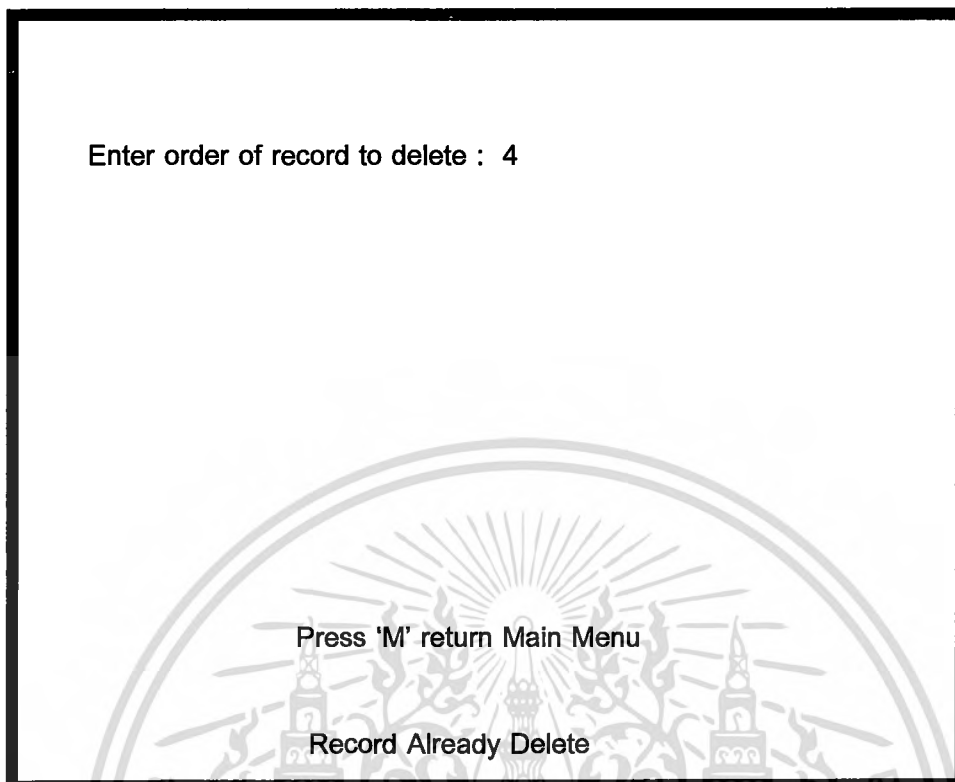 Enter order of record to delete : 4
Press ‘M’ return Main Menu
Record Already Delete